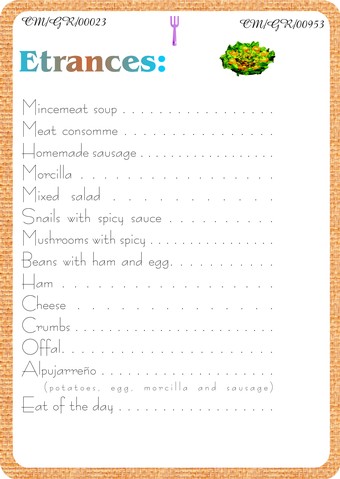 CM/GR/00023 CM/GR/00953
Etrances:
Mincemeat soup . . . . . . . . . . . . . . . . . .
Meat consomme . . . . . . . . . . . . . . . .
Homemade sausage . . . . . . . . . . . . . . . . .
Morcilla . . . . . . . . . . . . . . . . . .
Mixed salad . . . . . . . . . . .
Snails with spicy sauce . . . . . . . . . . .
Mushrooms with spicy . . . . . . . . . . . . . . .
Beans with ham and egg. . . . . . . . . . . .
Ham . . . . . . . . . . . . . . . . .
Cheese . . . . . . . . . . . . . .
Crumbs . . . . . . . . . . . . . . . . . . . . . . . .
Offal. . . . . . . . . . . . . . . . . . . . .
Alpujarreño . . . . . . . . . . . . . . . . . .
(potatoes, egg, morcilla and sausage)
Eat of the day . . . . . . . . . . . . . . . . . .